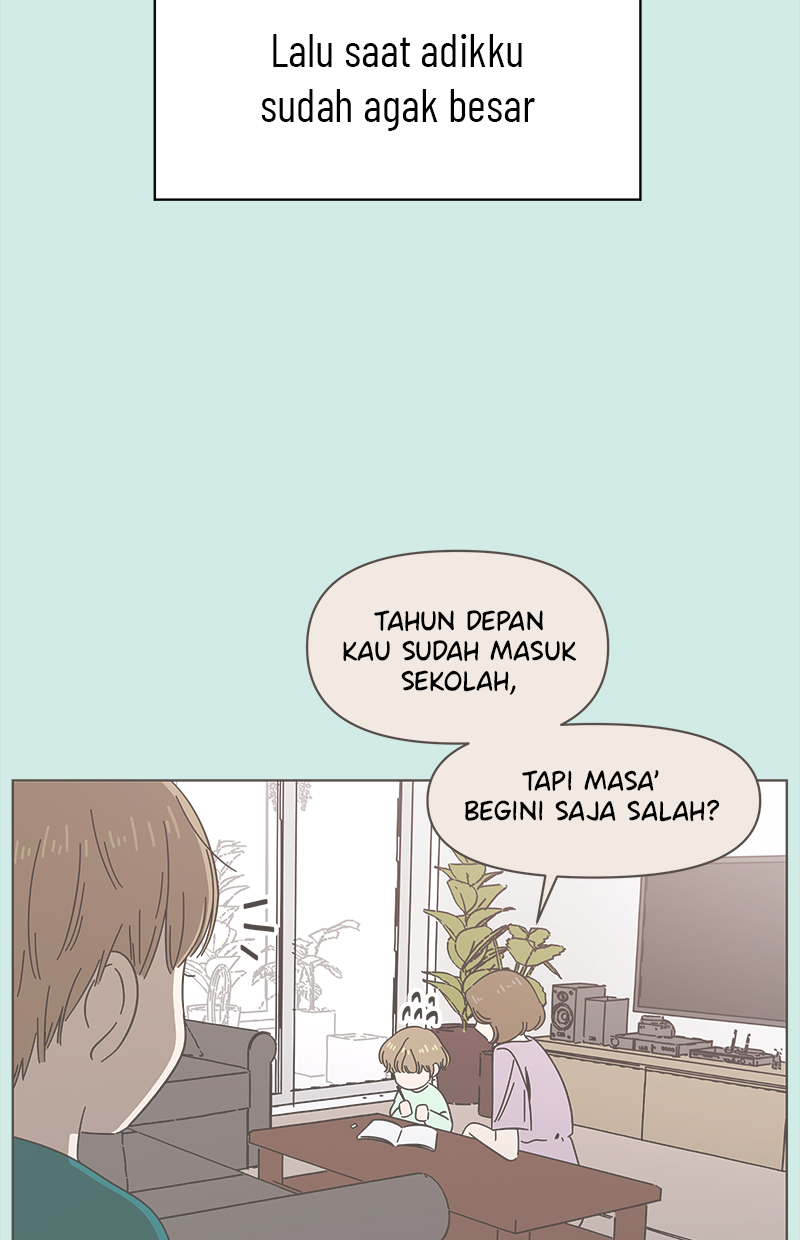 Lalu saat adikku
sudah agak besar
TAHUN DEPAN
KAU SUDAH MASUK
SEKOLAH,
TAPI MASA'
BEGINI SAJA SALAH?